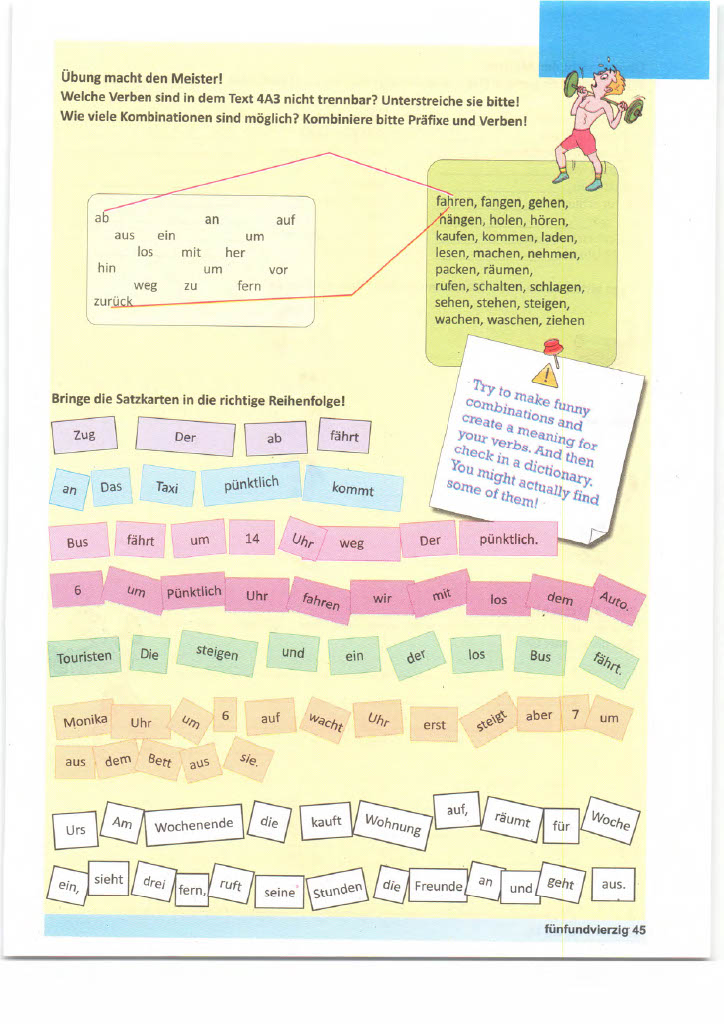 Übung macht den Meister!
Welche Verben sind in dem Text 4A3 nicht trennbar? Unterstreiche sie bitte!
Wie viele Kombinationen sind möglich? Kombiniere bitte Präfixe und Verben!
ab an auf
aus ein um
los mit her
hin um vor
weg zu fern
zurück
fahren, fangen, gehen,
hängen, holen, hören,
kaufen, kommen, laden,
lesen, machen, nehmen,
packen, räumen,
rufen, schalten, schlagen,
sehen, stehen, steigen,
wachen, waschen, ziehen
Try to make funny
combinations and
create a meaning for
your verbs. And then
check in a dictionary.
You might actually find
some of them!
Bringe die Satzkarten in die richtige Reihenfolge!
Zug Der ab fährt
an Das Taxi pünktlich kommt
Bus fährt um 14 Uhr weg Der pünktlich.
6 um Pünktlich Uhr fahren wir mit los dem Auto.
Touristen Die steigen und ein der los Bus fährt.
Monika Uhr um 6 auf wacht Uhr erst steigt aber 7 um
aus dem Bett aus sie.
Urs Am Wochenende die kauft Wohnung auf, räumt für Woche
ein, sieht drei fern, ruft seine Stunden die Freunde an und geht aus.
fünfundvierzig 45